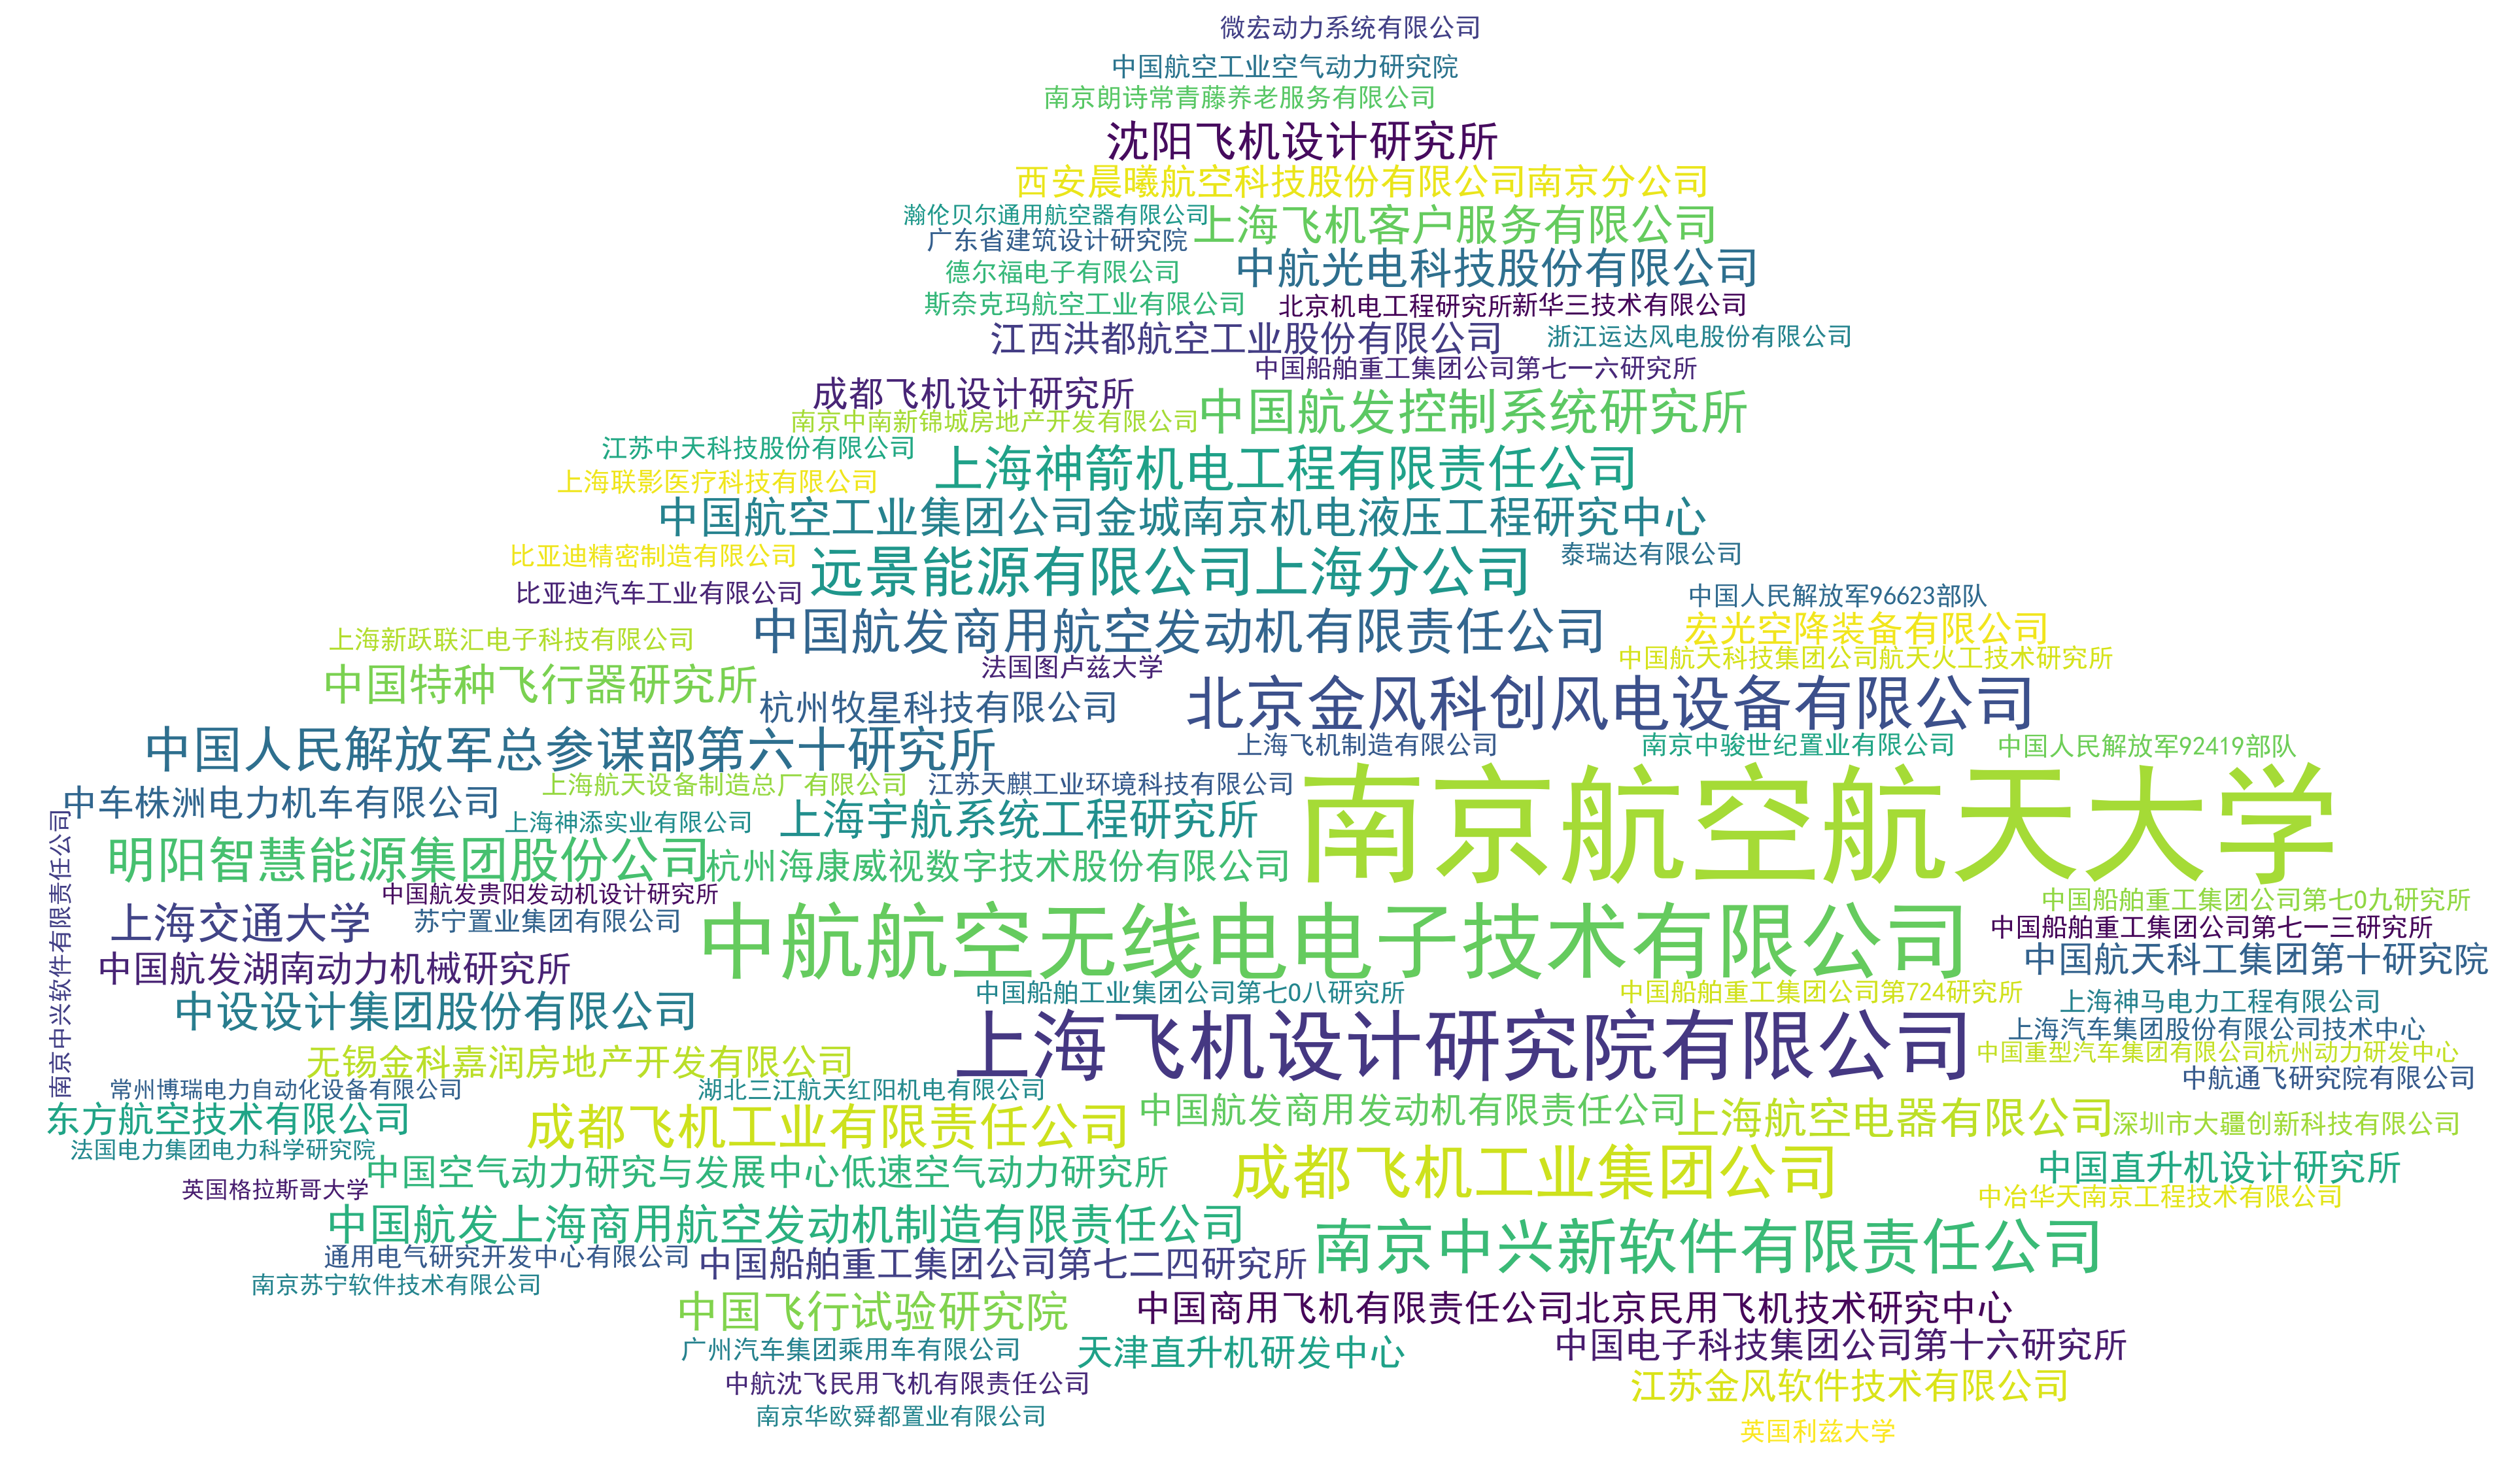 微宏动力系统有限公司
中国航空工业空气动力研究院
南京朗诗常青藤养老服务有限公司
沈阳飞机设计研究所
西安晨曦航空科技股份有限公司南京分公司
瀚伦贝尔通用航空器有限公司
上海飞机客户服务有限公司
广东省建筑设计研究院
中航光电科技股份有限公司
德尔福电子有限公司
斯奈克玛航空工业有限公司
北京机电工程研究所
新华三技术有限公司
江西洪都航空工业股份有限公司
浙江运达风电股份有限公司
中国船舶重工集团公司第七一六研究所
成都飞机设计研究所
中国航发控制系统研究所
南京中南新锦城房地产开发有限公司
江苏中天科技股份有限公司
上海神箭机电工程有限责任公司
上海联影医疗科技有限公司
中国航空工业集团公司金城南京机电液压工程研究中心
比亚迪精密制造有限公司
远景能源有限公司上海分公司
泰瑞达有限公司
比亚迪汽车工业有限公司
中国人民解放军96623部队
中国航发商用航空发动机有限责任公司
宏光空降装备有限公司
上海新跃联汇电子科技有限公司
法国图卢兹大学
中国航天科技集团公司航天火工技术研究所
中国特种飞行器研究所
杭州牧星科技有限公司
北京金风科创风电设备有限公司
中国人民解放军总参谋部第六十研究所
上海飞机制造有限公司
南京中骏世纪置业有限公司
中国人民解放军92419部队
上海航天设备制造总厂有限公司
江苏天麒工业环境科技有限公司
南京航空航天大学
中车株洲电力机车有限公司
上海神添实业有限公司
上海宇航系统工程研究所
南京中兴软件有限责任公司
明阳智慧能源集团股份公司
杭州海康威视数字技术股份有限公司
中国航发贵阳发动机设计研究所
中国船舶重工集团公司第七0九研究所
上海交通大学
苏宁置业集团有限公司
中航航空无线电电子技术有限公司
中国船舶重工集团公司第七一三研究所
中国航发湖南动力机械研究所
中国航天科工集团第十研究院
中国船舶工业集团公司第七0八研究所
中国船舶重工集团公司第724研究所
上海神马电力工程有限公司
中设设计集团股份有限公司
上海飞机设计研究院有限公司
上海汽车集团股份有限公司技术中心
中国重型汽车集团有限公司杭州动力研发中心
无锡金科嘉润房地产开发有限公司
中航通飞研究院有限公司
常州博瑞电力自动化设备有限公司
湖北三江航天红阳机电有限公司
东方航空技术有限公司
成都飞机工业有限责任公司
中国航发商用发动机有限责任公司
上海航空电器有限公司
深圳市大疆创新科技有限公司
法国电力集团电力科学研究院
中国空气动力研究与发展中心低速空气动力研究所
成都飞机工业集团公司
中国直升机设计研究所
英国格拉斯哥大学
中冶华天南京工程技术有限公司
中国航发上海商用航空发动机制造有限责任公司
南京中兴新软件有限责任公司
通用电气研究开发中心有限公司
中国船舶重工集团公司第七二四研究所
南京苏宁软件技术有限公司
中国飞行试验研究院
中国商用飞机有限责任公司北京民用飞机技术研究中心
广州汽车集团乘用车有限公司
天津直升机研发中心
中国电子科技集团公司第十六研究所
中航沈飞民用飞机有限责任公司
江苏金风软件技术有限公司
南京华欧舜都置业有限公司
英国利兹大学